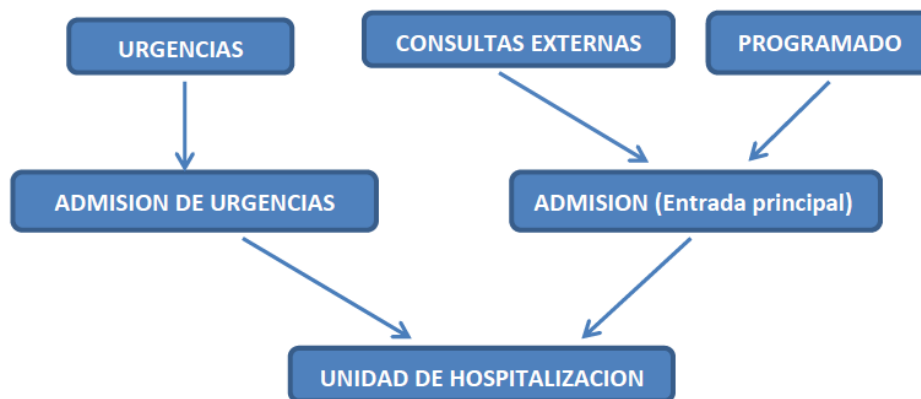 URGENCIAS
CONSULTAS EXTERNAS
PROGRAMADO
ADMISION DE URGENCIAS
ADMISION (Entrada principal)
UNIDAD DE HOSPITALIZACION